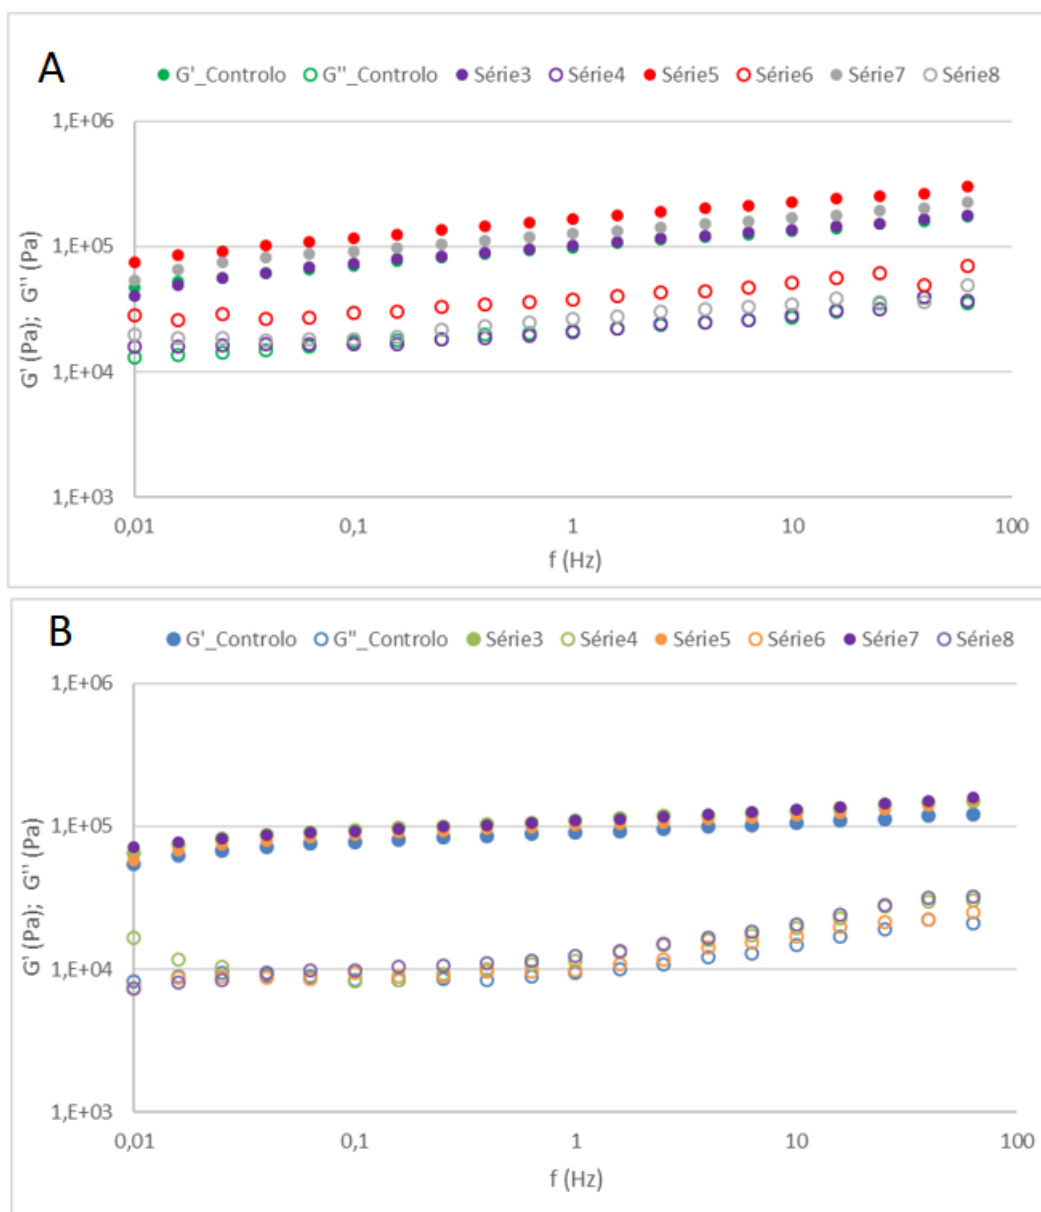 A
G'_Controlo G''_Controlo Série3 Série4 Série5 Série6 Série7 Série8
1,E+06
1,E+05
1,E+04
1,E+03
G' (Pa); G'' (Pa)
0,01 0,1 1 10 100
f (Hz)
B
G'_Controlo G''_Controlo Série3 Série4 Série5 Série6 Série7 Série8
1,E+06
1,E+05
1,E+04
1,E+03
G' (Pa); G'' (Pa)
0,01 0,1 1 10 100
f (Hz)